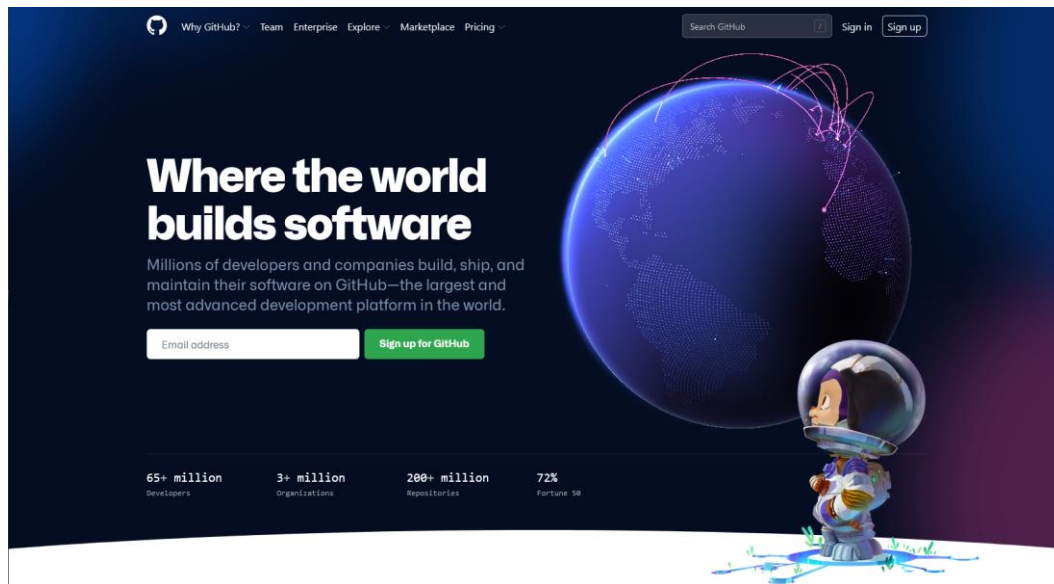 Why GitHub? Team Enterprise Explore Marketplace Pricing Search GitHub / Sign in Sign up
Where the world
builds software
Millions of developers and companies build, ship, and
maintain their software on GitHub—the largest and
most advanced development platform in the world.
Email address Sign up for GitHub
65+ million 3+ million 200+ million 72%
Developers Organizations Repositories Fortune 50